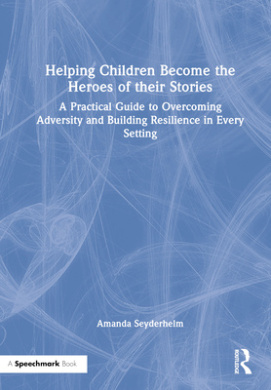 Helping Children Become the
Heroes of their Stories
A Practical Guide to Overcoming
Adversity and Building Resilience in Every
Setting
Amanda Seyderhelm
A Speechmark Book
ROUTLEDGE